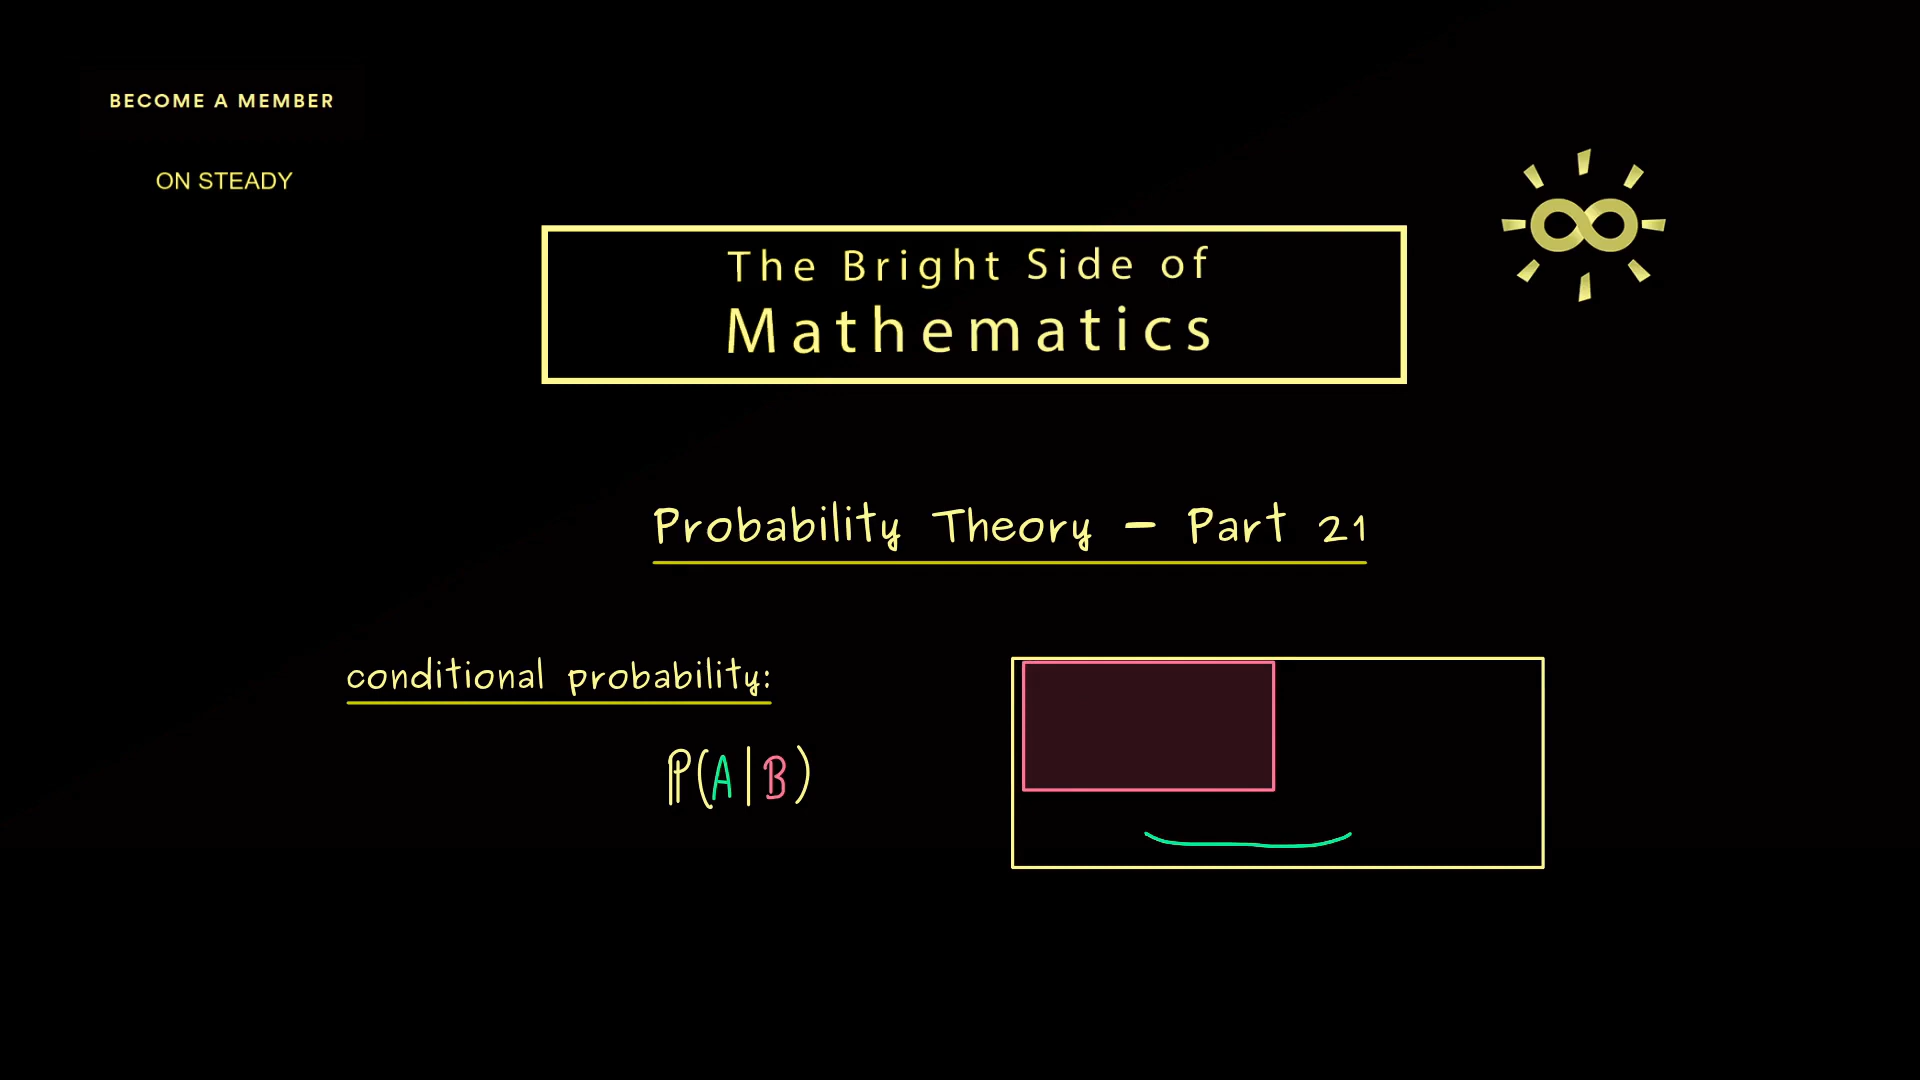 BECOME A MEMBER
ON STEADY
The Bright Side of
Mathematics
Probability Theory – Part 21
conditional probability:
ℙ(A|B)